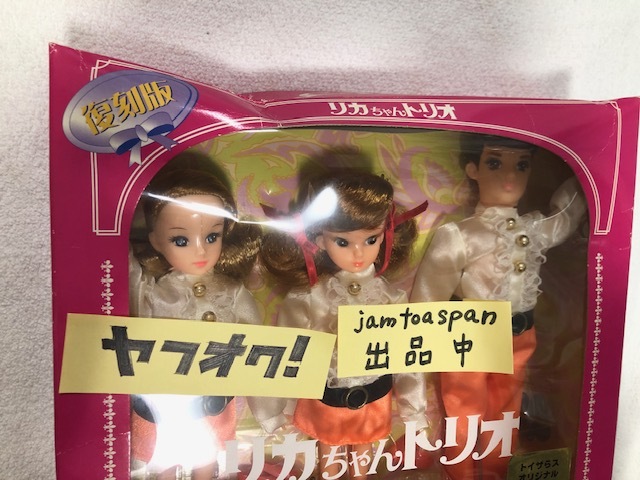 復刻版
リカちゃんトリオ
ヤフオク!
jamtoaspan
出品中
リカちゃんトリオ
トイザらス
オリジナル